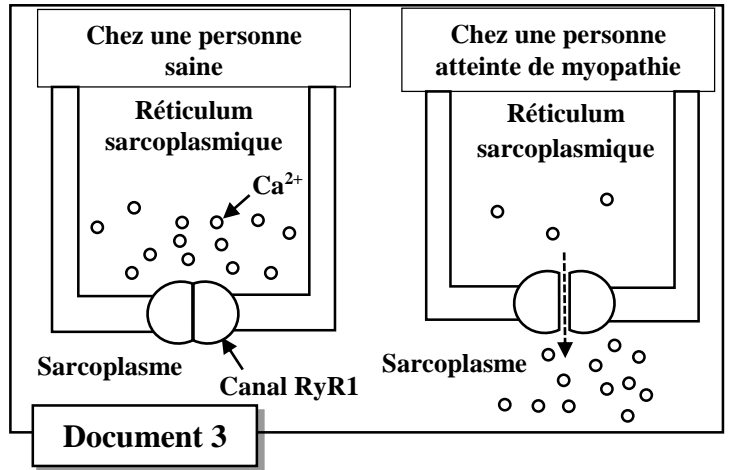 Chez une personne
saine
Réticulum
sarcoplasmique
Ca²⁺
Sarcoplasme
Canal RyR1
Chez une personne
atteinte de myopathie
Réticulum
sarcoplasmique
Sarcoplasme
Document 3